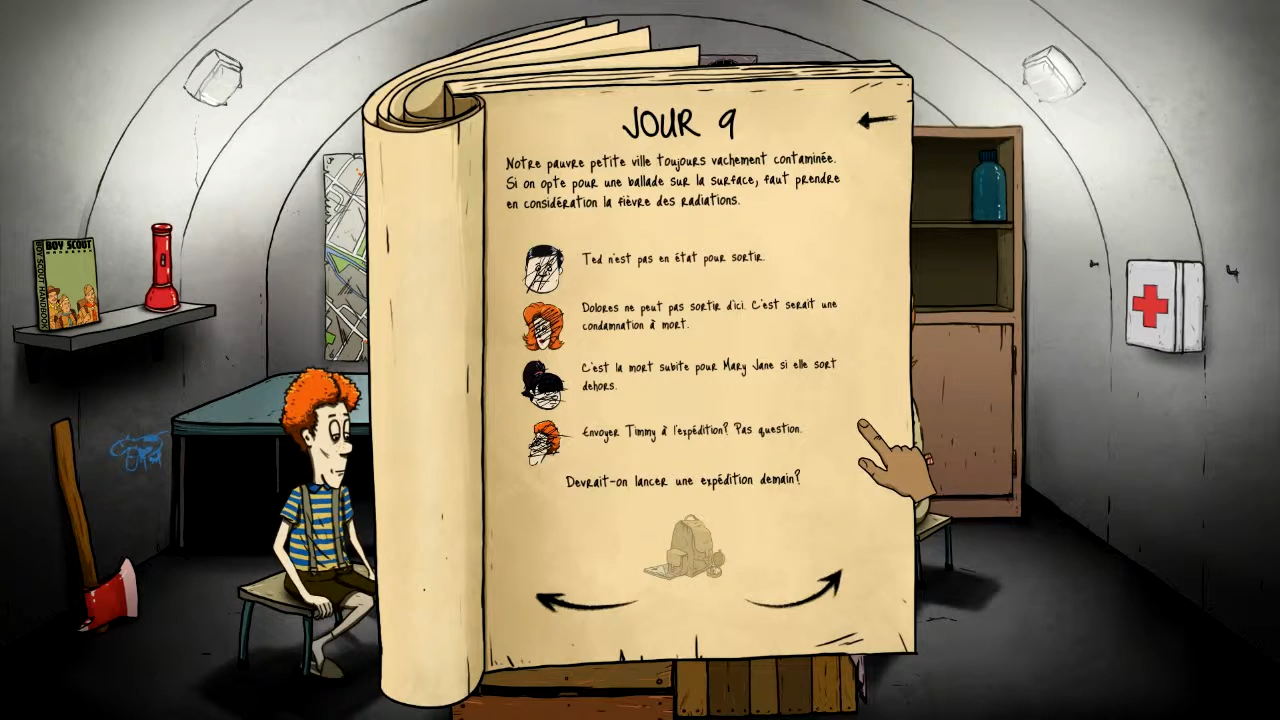 JOUR 9
Notre pauvre petite ville toujours vachement contaminée.
Si on opte pour une ballade sur la surface, faut prendre
en considération la fièvre des radiations.
Ted n'est pas en état pour sortir.
Dolores ne peut pas sortir d'ici. C'est serait une
condamnation à mort.
C'est la mort subite pour Mary Jane si elle sort
dehors.
Envoyer Timmy à l'expédition? Pas question.
Devrait-on lancer une expédition demain?
BOY SCOUT
BOY SCOUT HANDBOOK